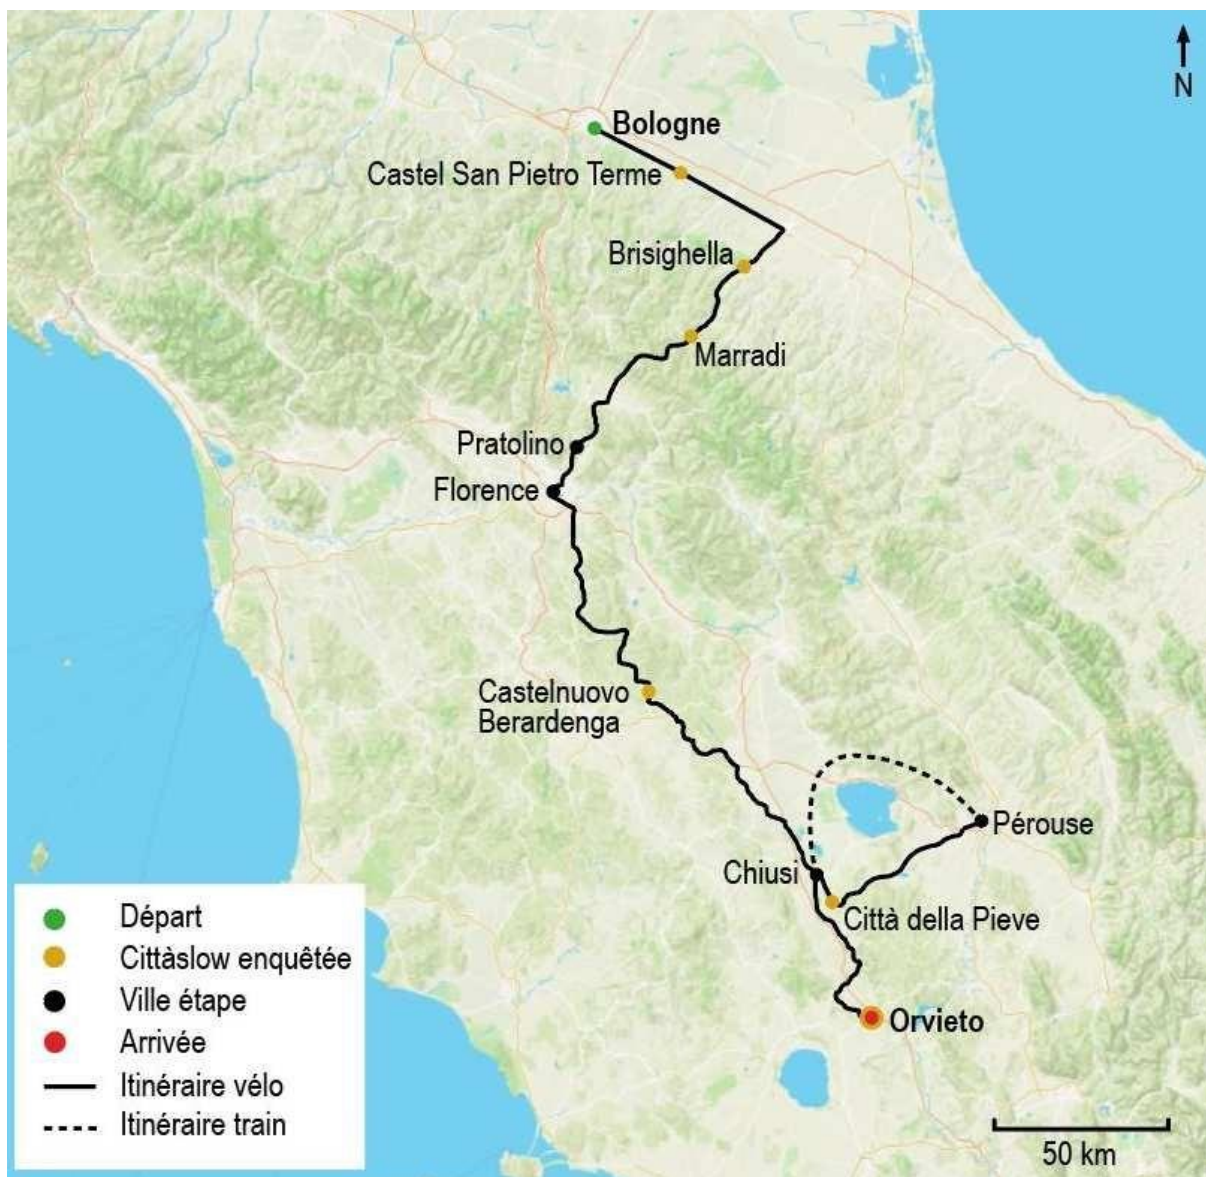 N
Bologne
Castel San Pietro Terme
Brisighella
Marradi
Pratolino
Florence
Castelnuovo
Berardenga
Pérouse
Chiusi
Città della Pieve
Orvieto
Départ
Cittàslow enquêtée
Ville étape
Arrivée
Itinéraire vélo
Itinéraire train
50 km